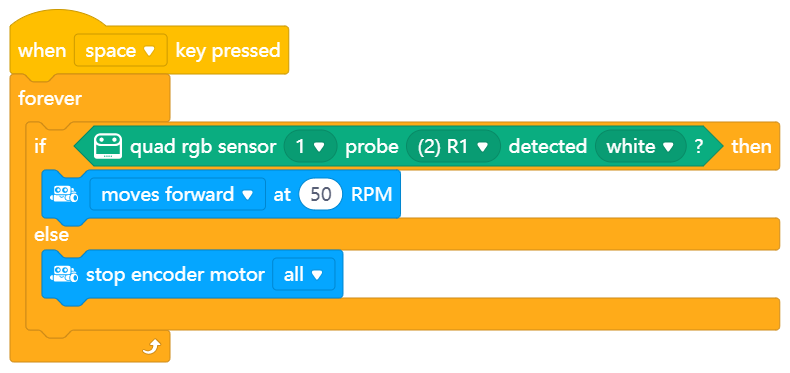 when space key pressed
forever
if quad rgb sensor 1 probe (2) R1 detected white ? then
moves forward at 50 RPM
else
stop encoder motor all